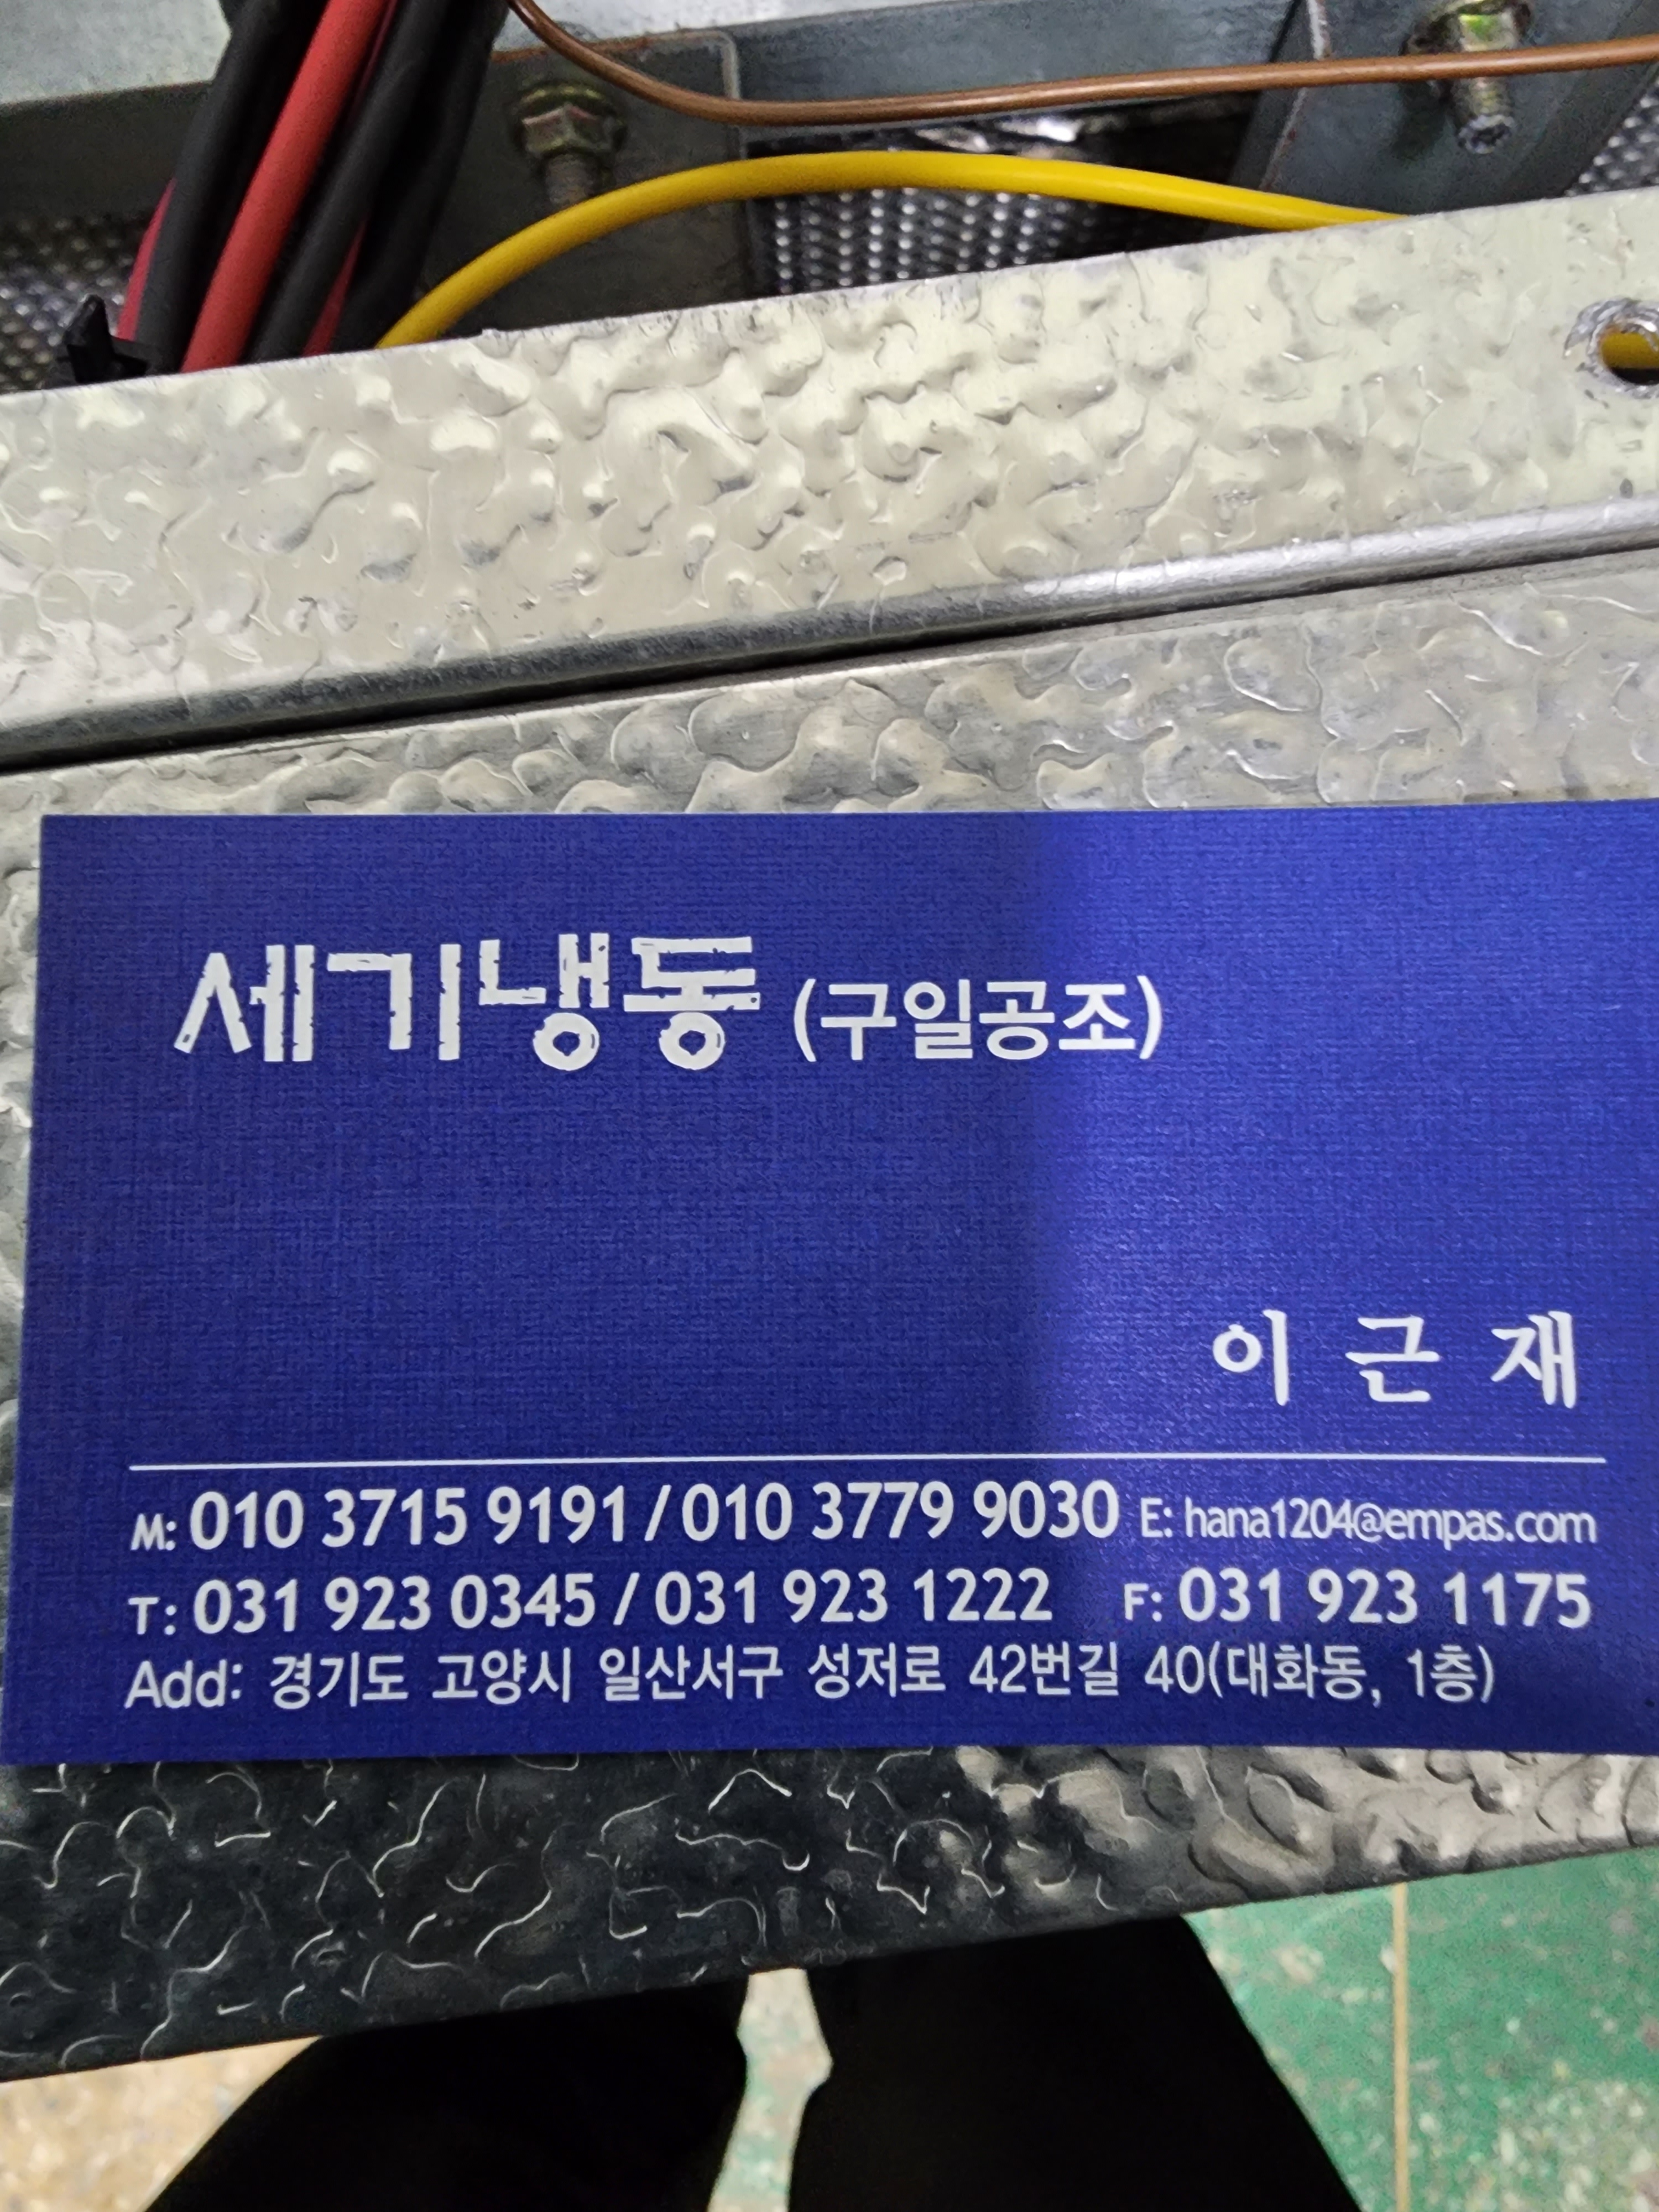 세기냉동 (구일공조)
이 근 재
M: 010 3715 9191 / 010 3779 9030 E: hana1204@empas.com
T: 031 923 0345 / 031 923 1222 F: 031 923 1175
Add: 경기도 고양시 일산서구 성저로 42번길 40(대화동, 1층)